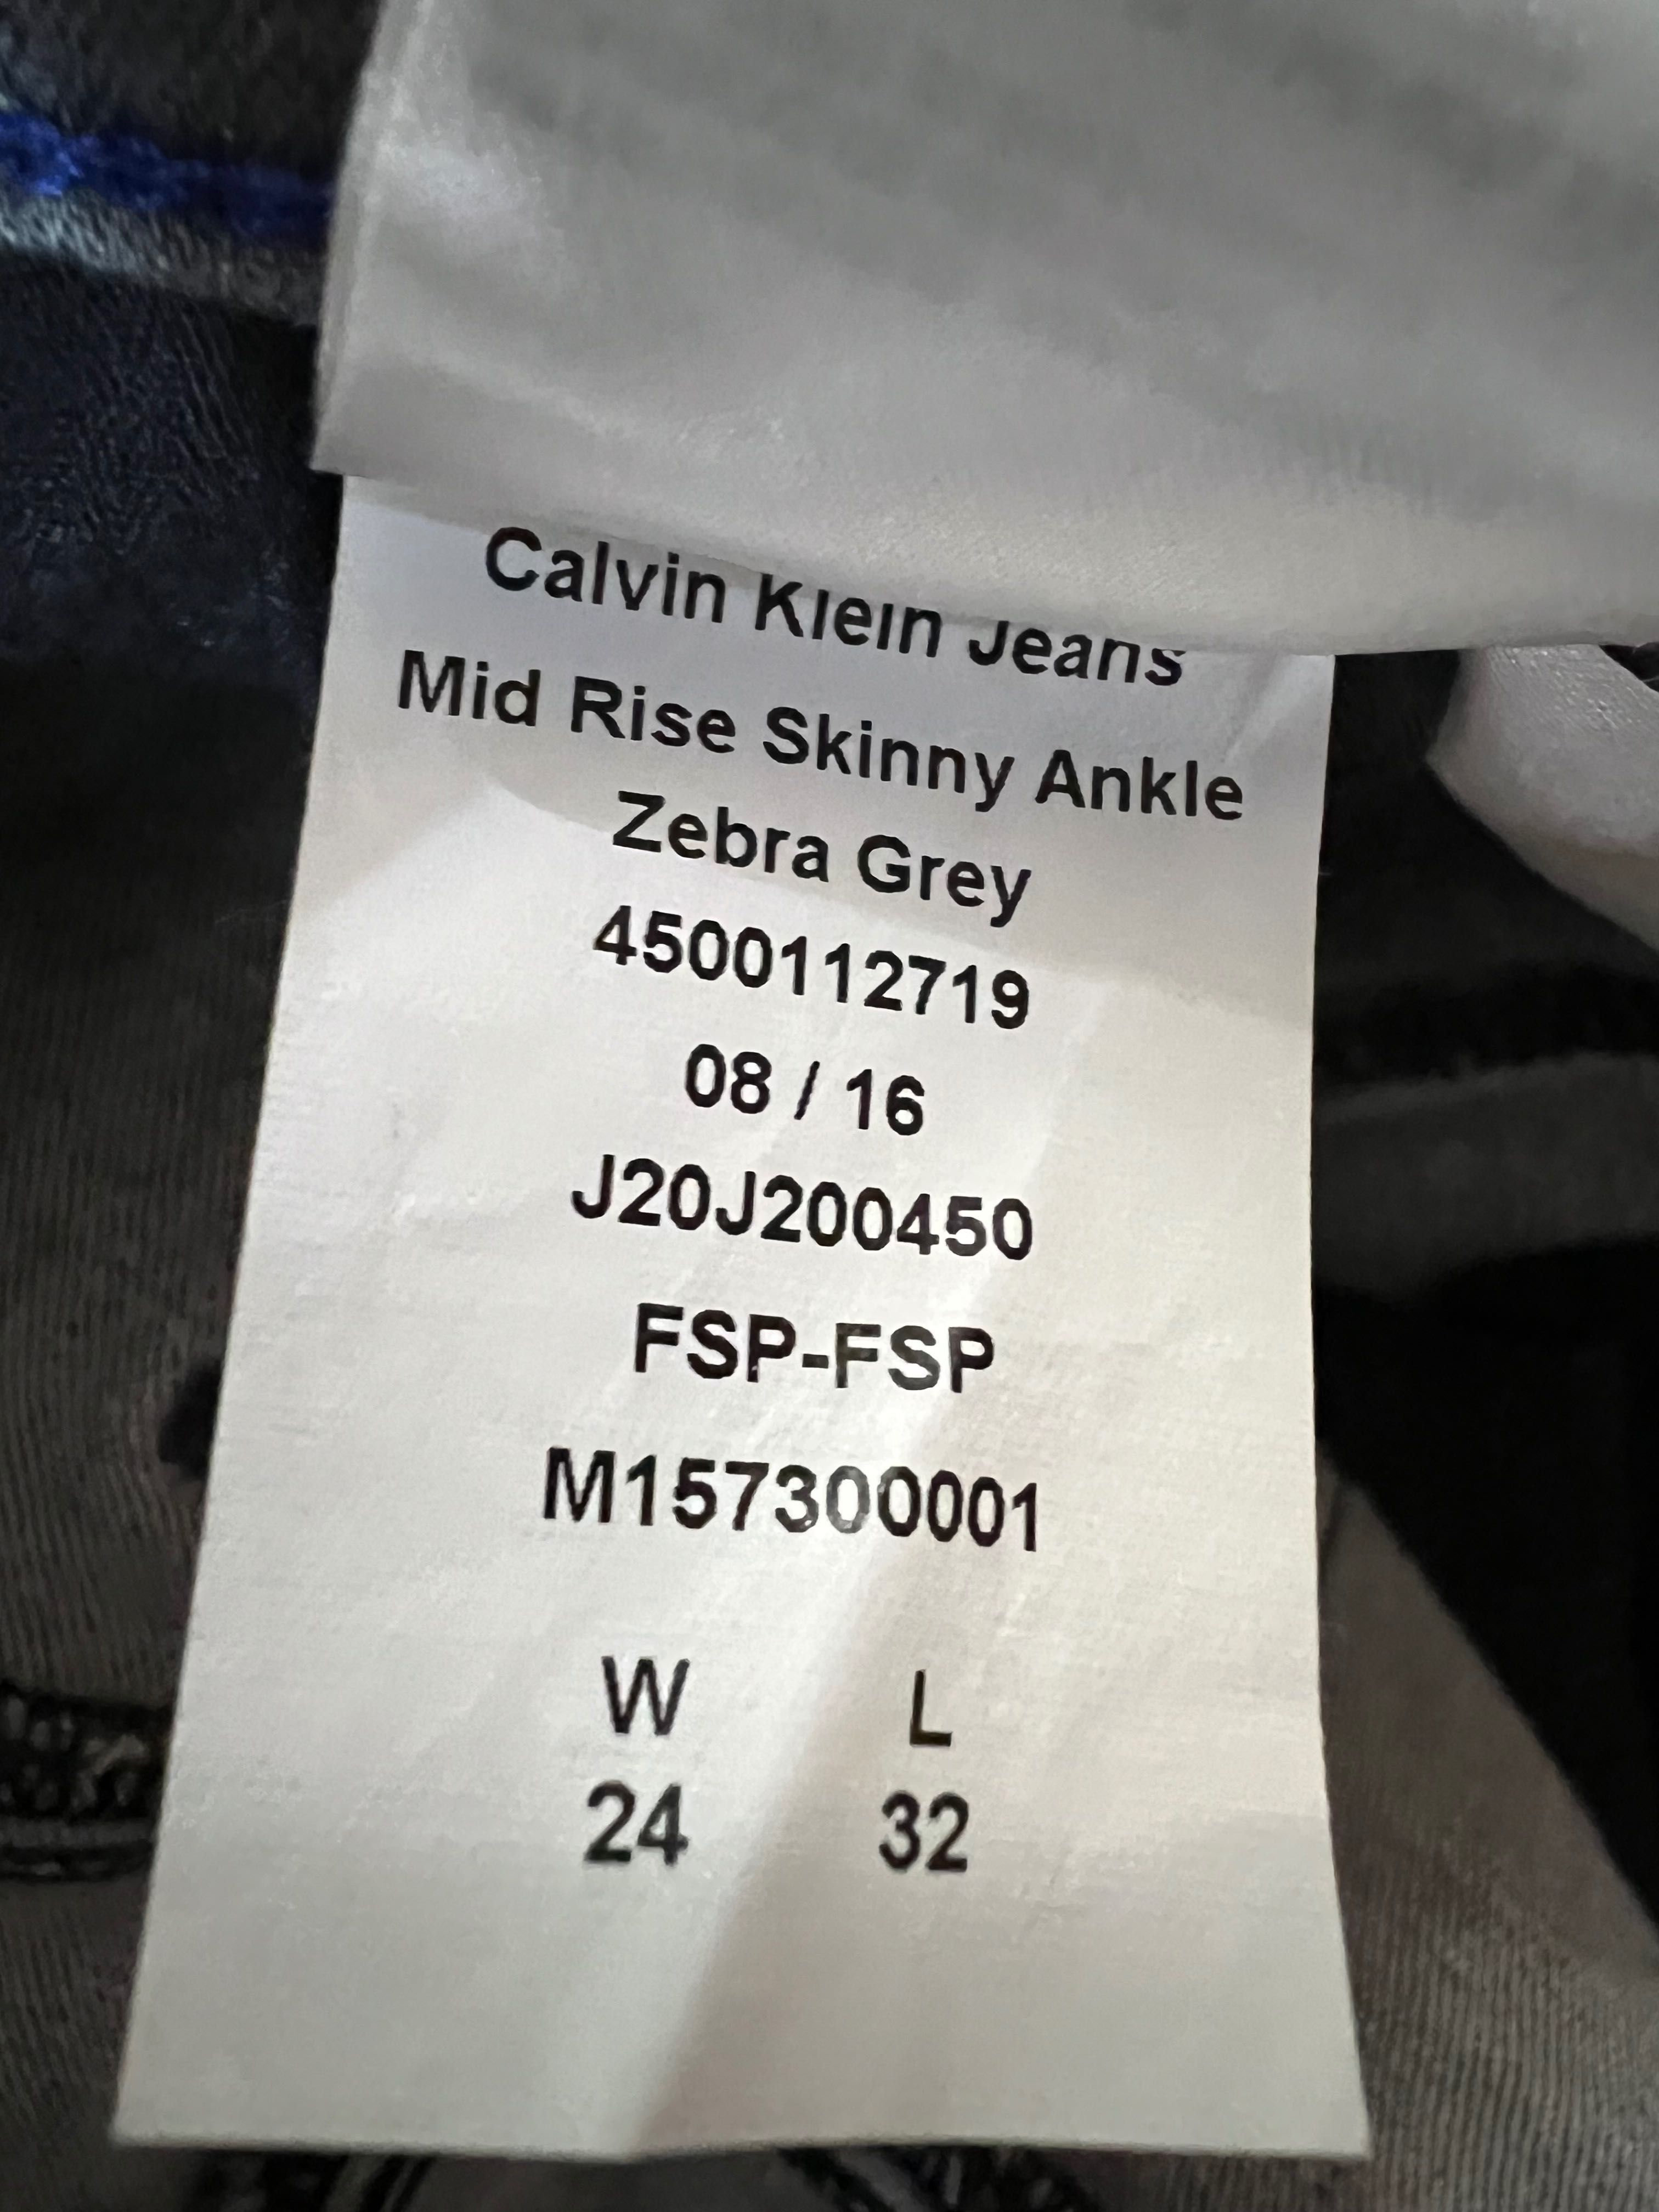 Calvin Klein Jeans
Mid Rise Skinny Ankle
Zebra Grey
4500112719
08 / 16
J20J200450
FSP-FSP
M157300001
W L
24 32